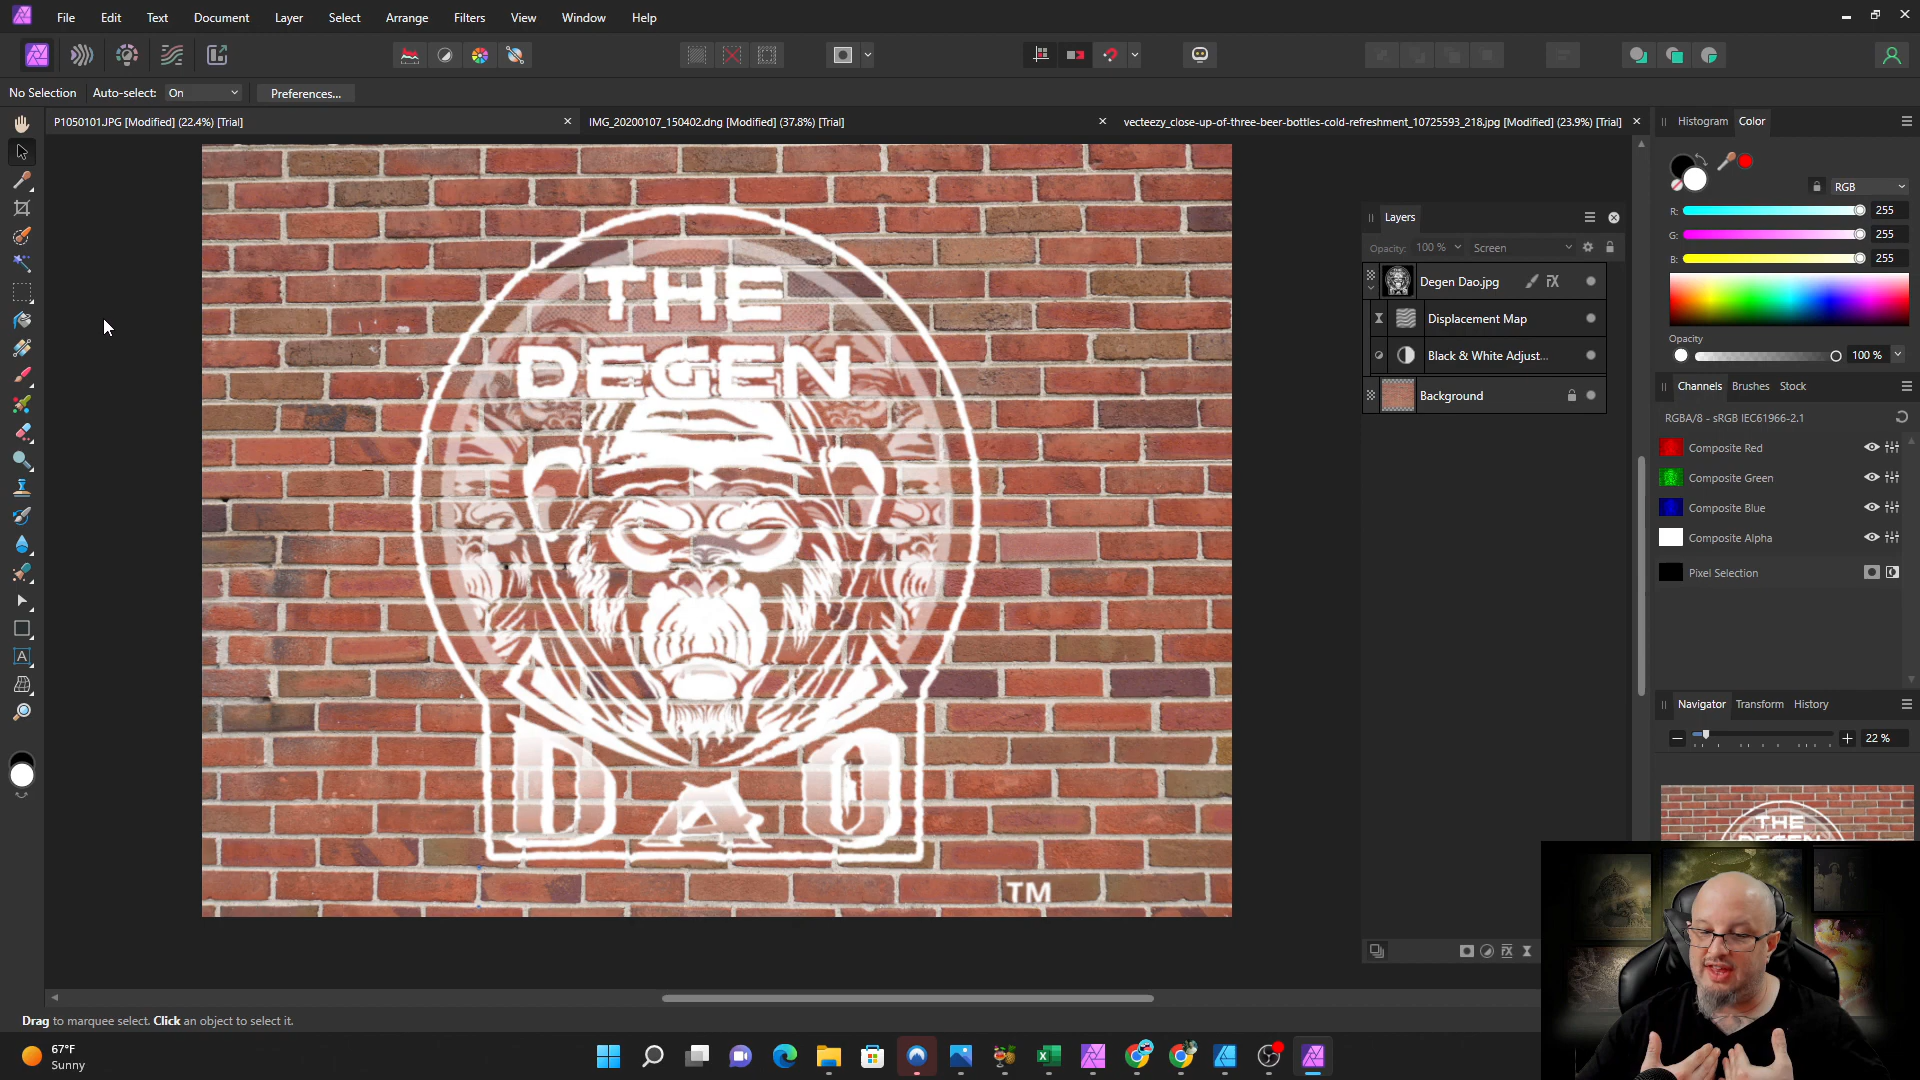 File Edit Text Document Layer Select Arrange Filters View Window Help
No Selection Auto-select: On Preferences...
P1050101.JPG [Modified] (22.4%) [Trial]
IMG_20200107_150402.dng [Modified] (37.8%) [Trial]
vecteezy_close-up-of-three-beer-bottles-cold-refreshment_10725593_218.jpg [Modified] (23.9%) [Trial]
Histogram Color
RGB
R: 255
G: 255
B: 255
Opacity
100 %
Layers
Opacity: 100 % Screen
Degen Dao.jpg
Displacement Map
Black & White Adjust...
Background
Channels Brushes Stock
RGBA/8 - sRGB IEC61966-2.1
Composite Red
Composite Green
Composite Blue
Composite Alpha
Pixel Selection
Navigator Transform History
22 %
THE
DEGEN
DAO
TM
THE
Drag to marquee select. Click an object to select it.
67°F
Sunny